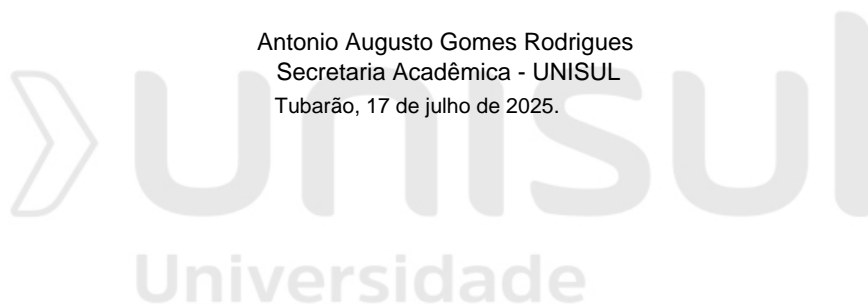 Antonio Augusto Gomes Rodrigues
Secretaria Acadêmica - UNISUL
Tubarão, 17 de julho de 2025.
unisul
Universidade